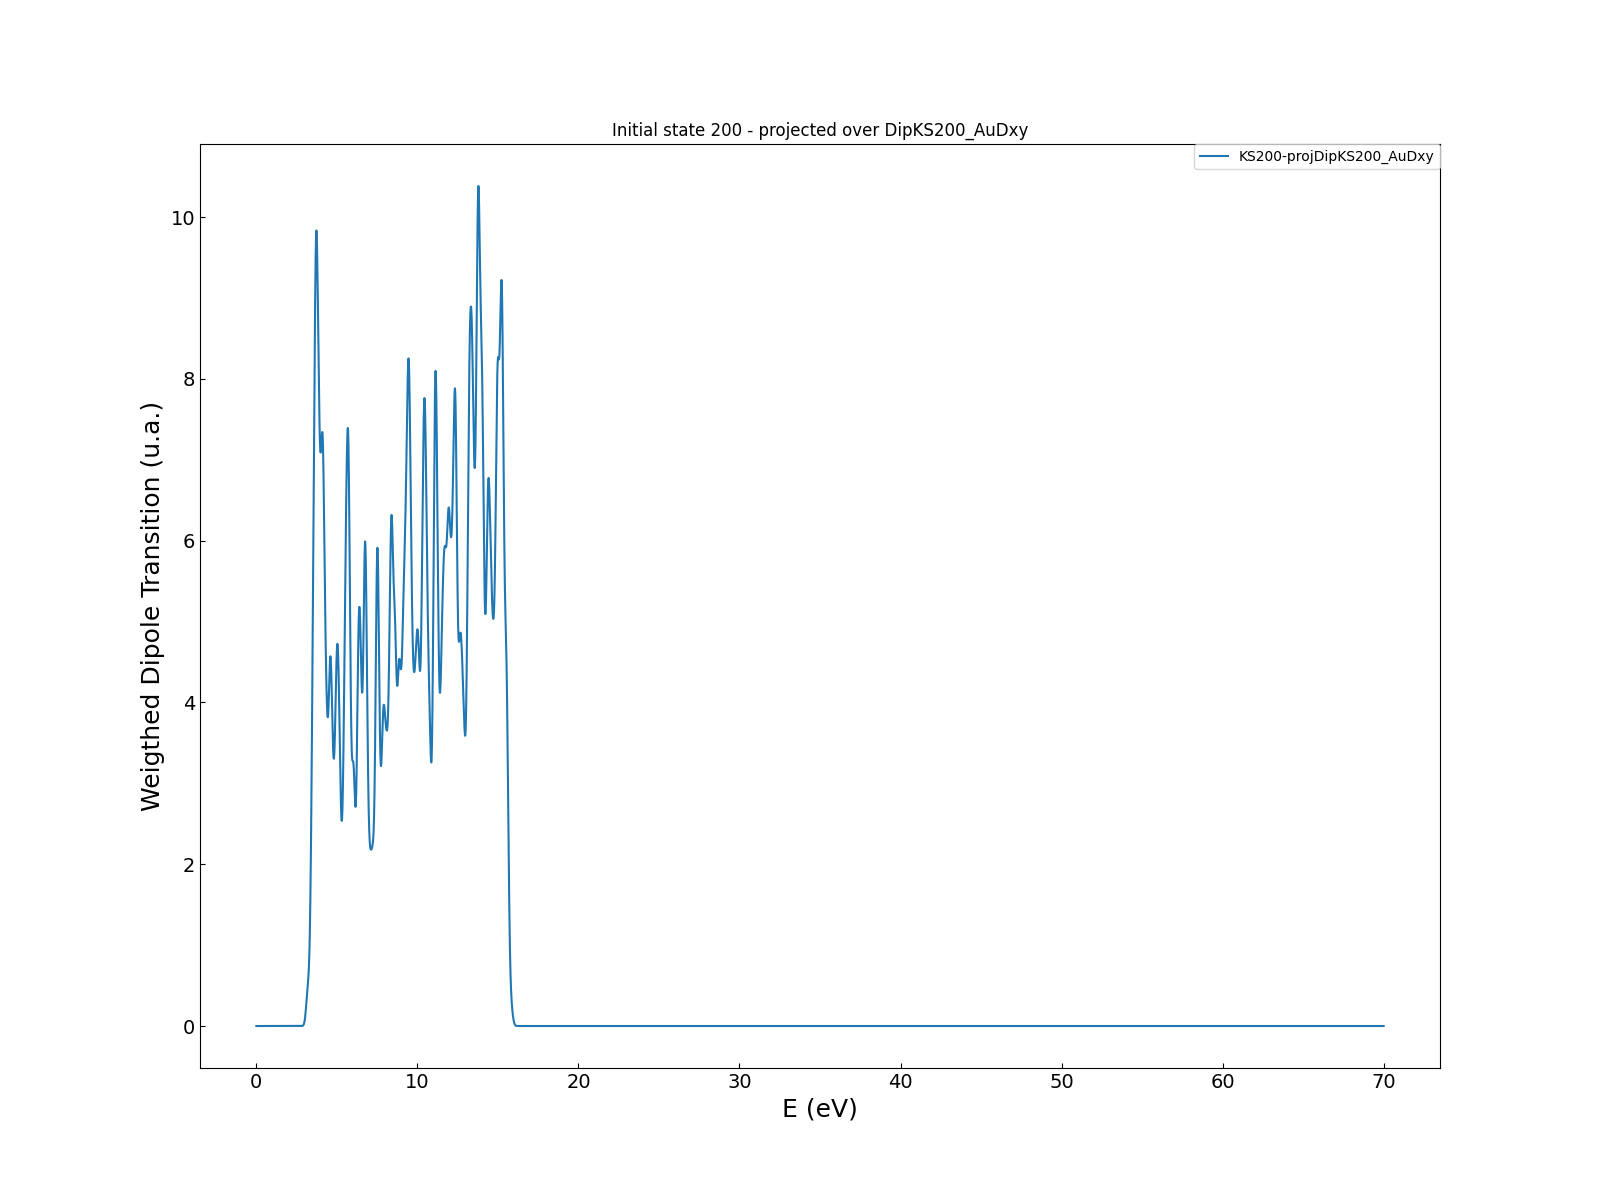 Initial state 200 - projected over DipKS200_AuDxy
KS200-projDipKS200_AuDxy
Weigthed Dipole Transition (u.a.)
10
8
6
4
2
0
0 10 20 30 40 50 60 70
E (eV)